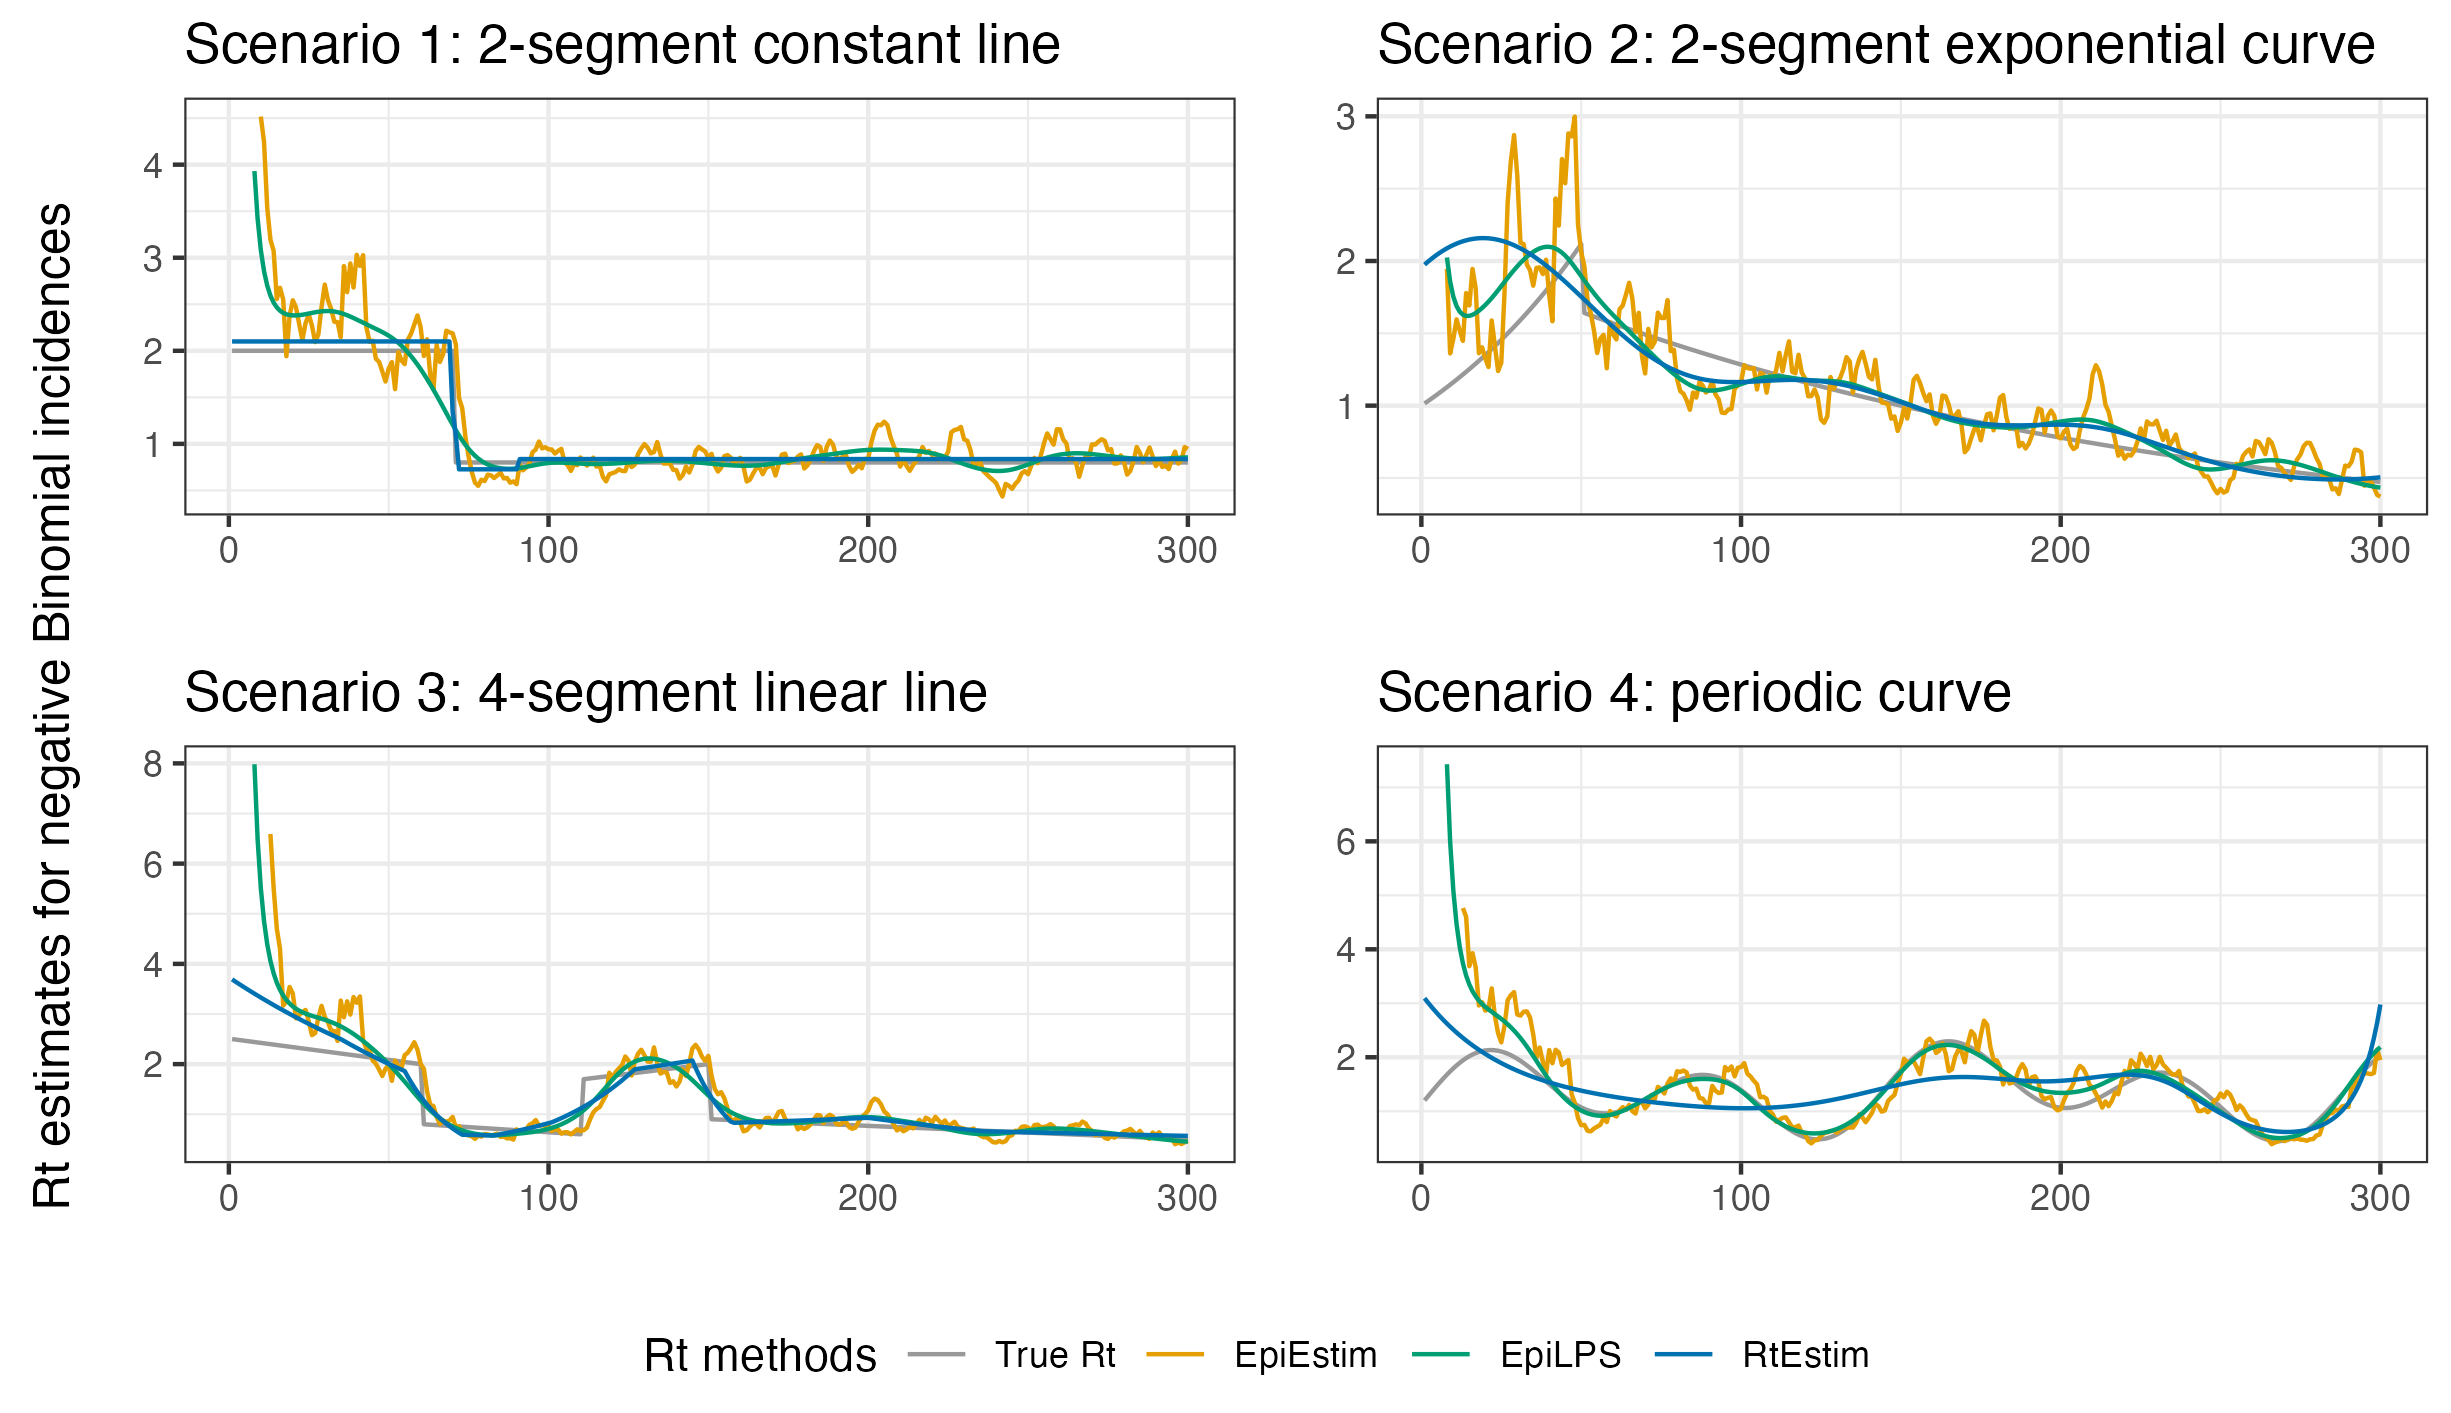 Rt estimates for negative Binomial incidences
Scenario 1: 2-segment constant line
4
3
2
1
0 100 200 300
Scenario 2: 2-segment exponential curve
3
2
1
0 100 200 300
Scenario 3: 4-segment linear line
8
6
4
2
0 100 200 300
Scenario 4: periodic curve
6
4
2
0 100 200 300
Rt methods True Rt EpiEstim EpiLPS RtEstim